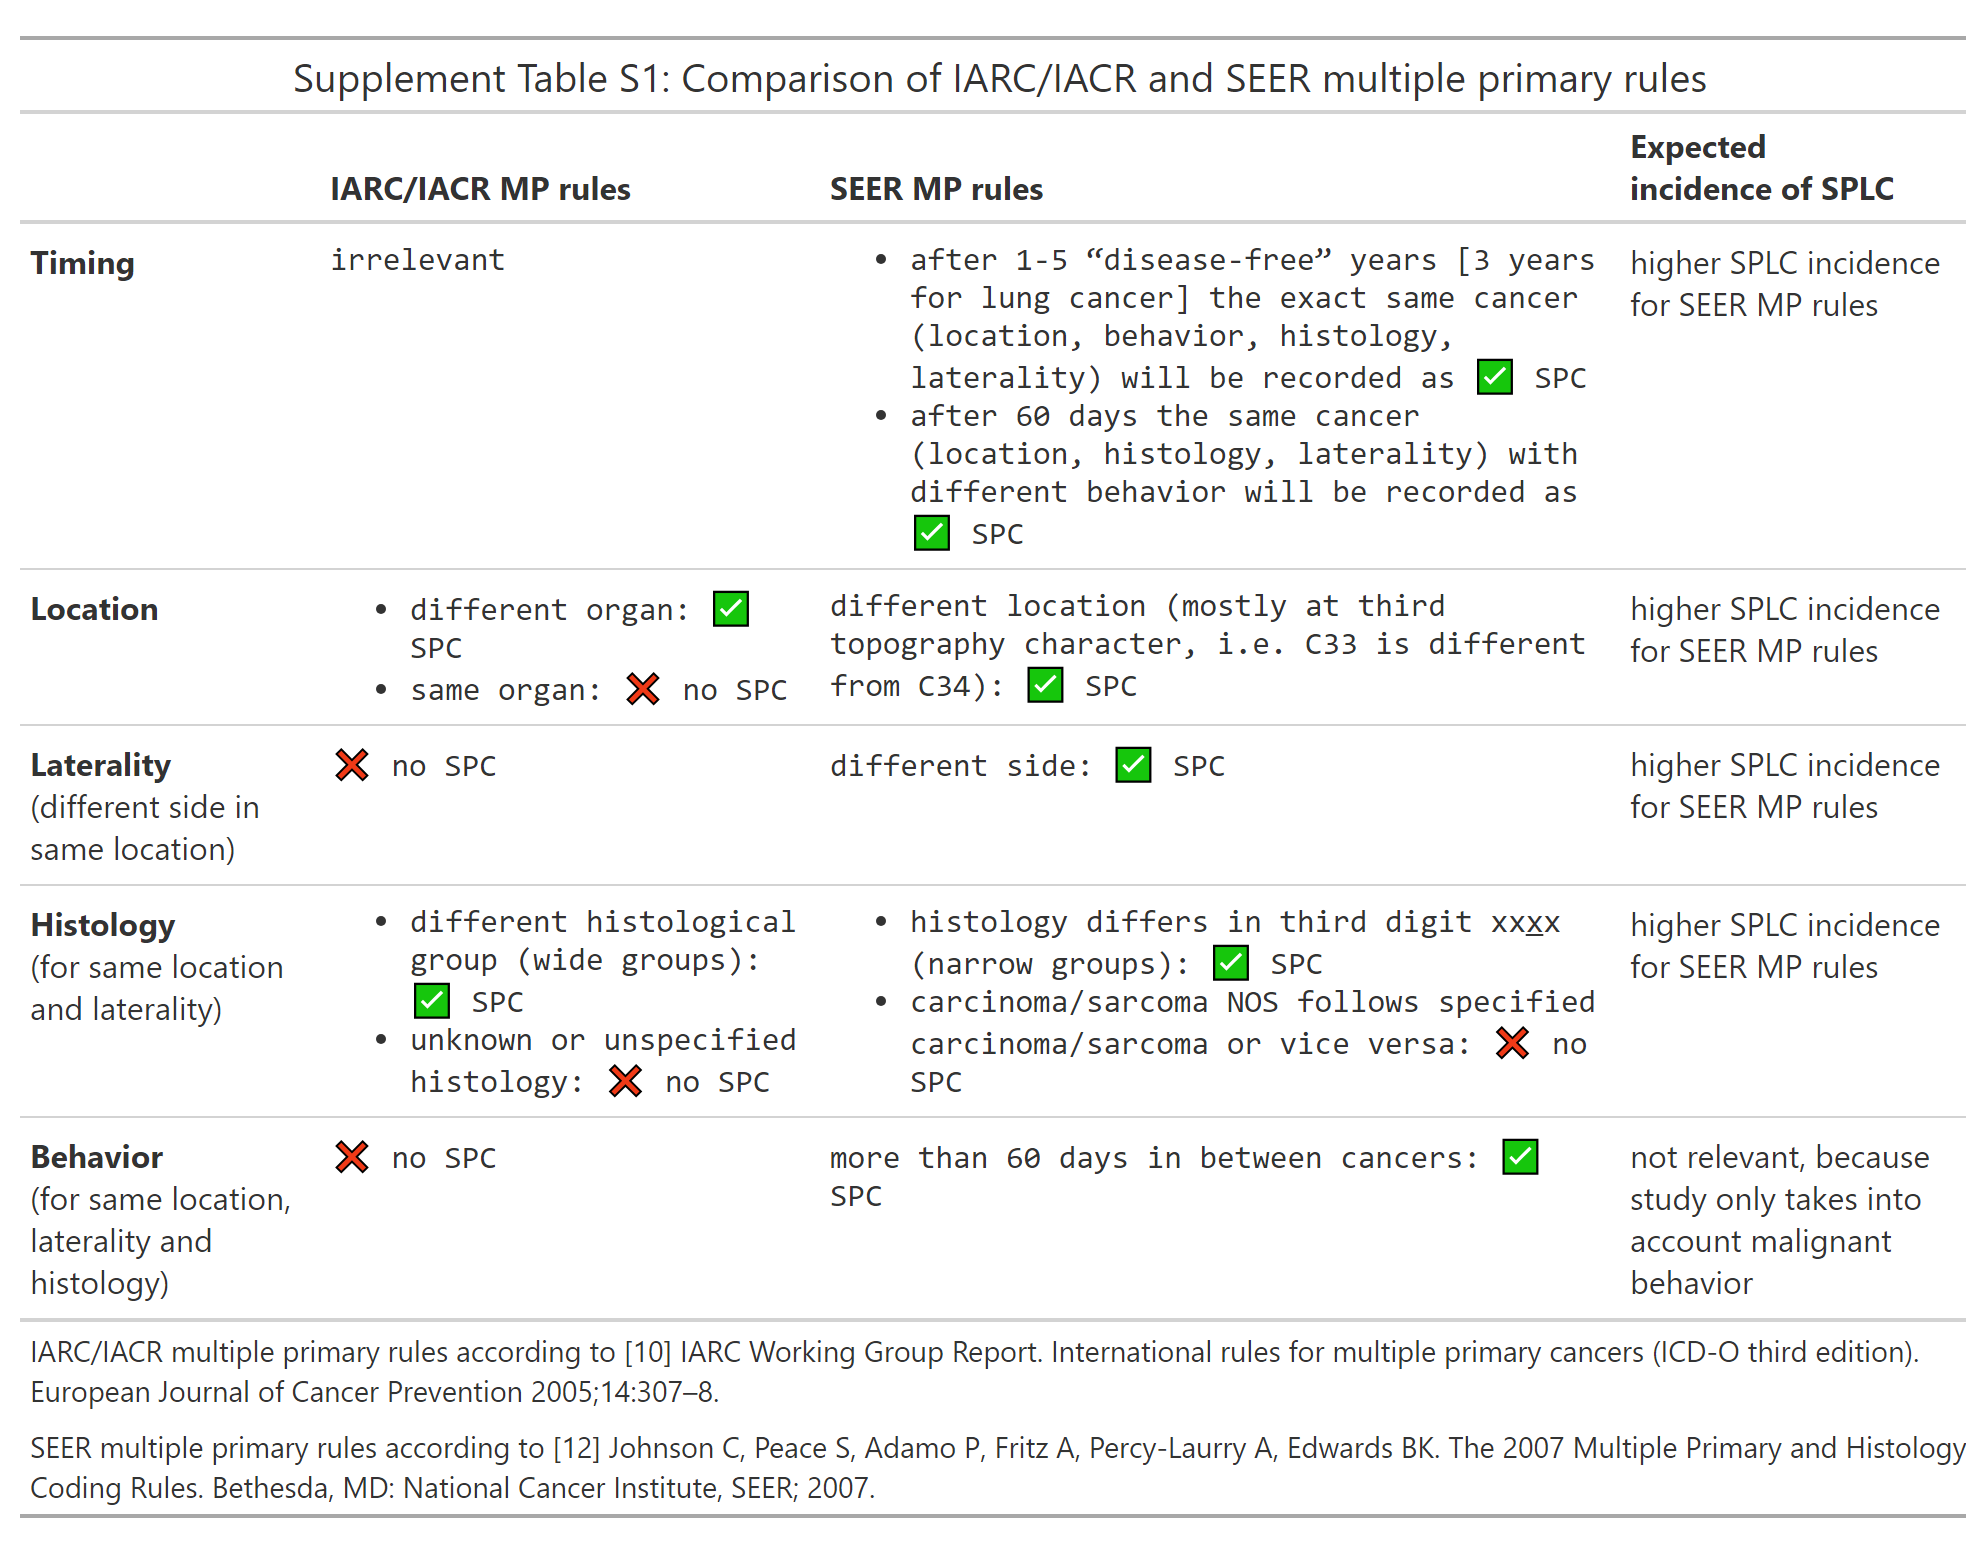 Supplement Table S1: Comparison of IARC/IACR and SEER multiple primary rules
IARC/IACR MP rules
SEER MP rules
Expected
incidence of SPLC
Timing
irrelevant
• after 1-5 “disease-free” years [3 years
for lung cancer] the exact same cancer
(location, behavior, histology,
laterality) will be recorded as ✅ SPC
• after 60 days the same cancer
(location, histology, laterality) with
different behavior will be recorded as
✅ SPC
higher SPLC incidence
for SEER MP rules
Location
• different organ: ✅
SPC
• same organ: ❌ no SPC
different location (mostly at third
topography character, i.e. C33 is different
from C34): ✅ SPC
higher SPLC incidence
for SEER MP rules
Laterality
(different side in
same location)
❌ no SPC
different side: ✅ SPC
higher SPLC incidence
for SEER MP rules
Histology
(for same location
and laterality)
• different histological
group (wide groups):
✅ SPC
• unknown or unspecified
histology: ❌ no SPC
• histology differs in third digit xxxx
(narrow groups): ✅ SPC
• carcinoma/sarcoma NOS follows specified
carcinoma/sarcoma or vice versa: ❌ no
SPC
higher SPLC incidence
for SEER MP rules
Behavior
(for same location,
laterality and
histology)
❌ no SPC
more than 60 days in between cancers: ✅
SPC
not relevant, because
study only takes into
account malignant
behavior
IARC/IACR multiple primary rules according to [10] IARC Working Group Report. International rules for multiple primary cancers (ICD-O third edition).
European Journal of Cancer Prevention 2005;14:307–8.
SEER multiple primary rules according to [12] Johnson C, Peace S, Adamo P, Fritz A, Percy-Laurry A, Edwards BK. The 2007 Multiple Primary and Histology
Coding Rules. Bethesda, MD: National Cancer Institute, SEER; 2007.